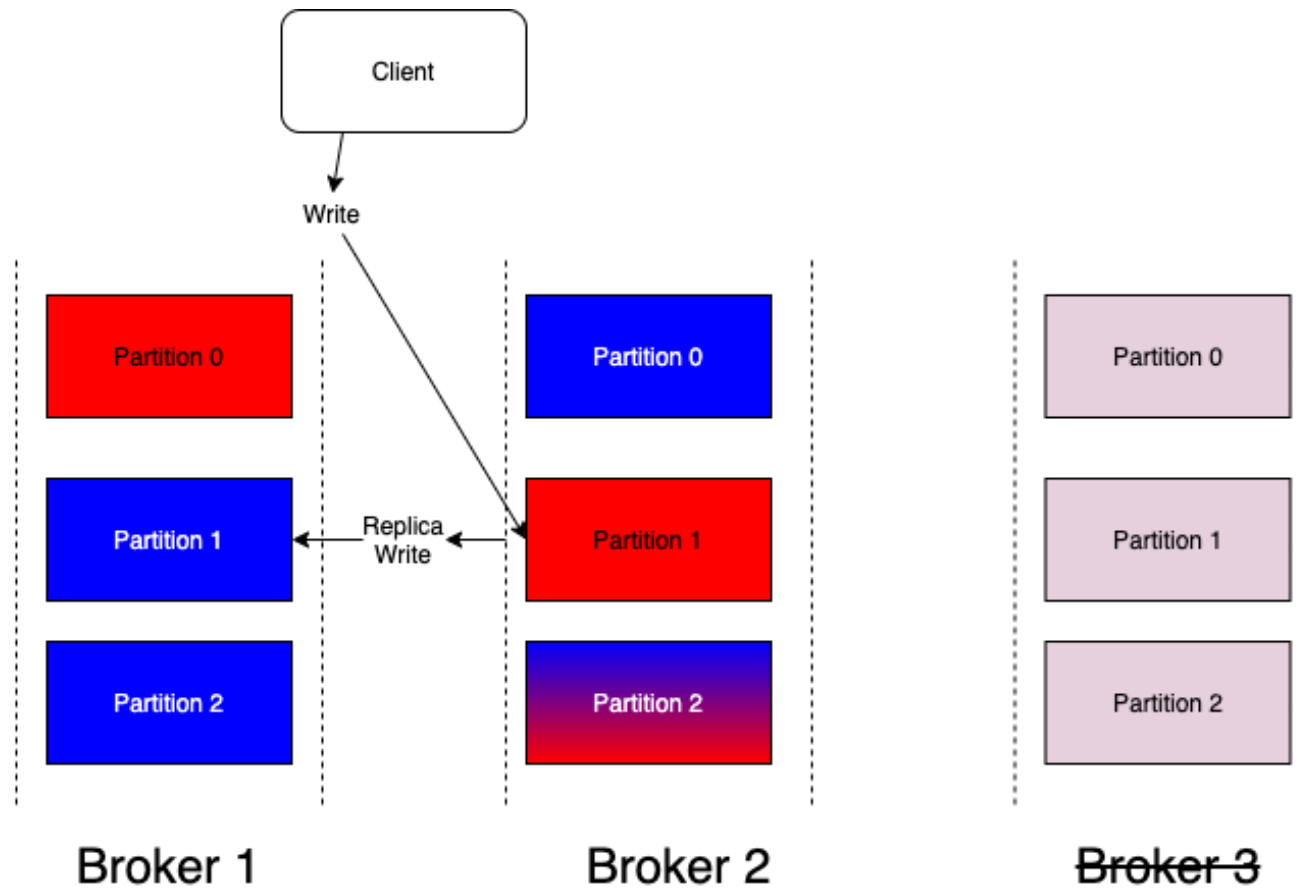 Client
Write
Partition 0
Partition 0
Partition 0
Partition 1
Replica
Write
Partition 1
Partition 1
Partition 2
Partition 2
Partition 2
Broker 1
Broker 2
Broker 3